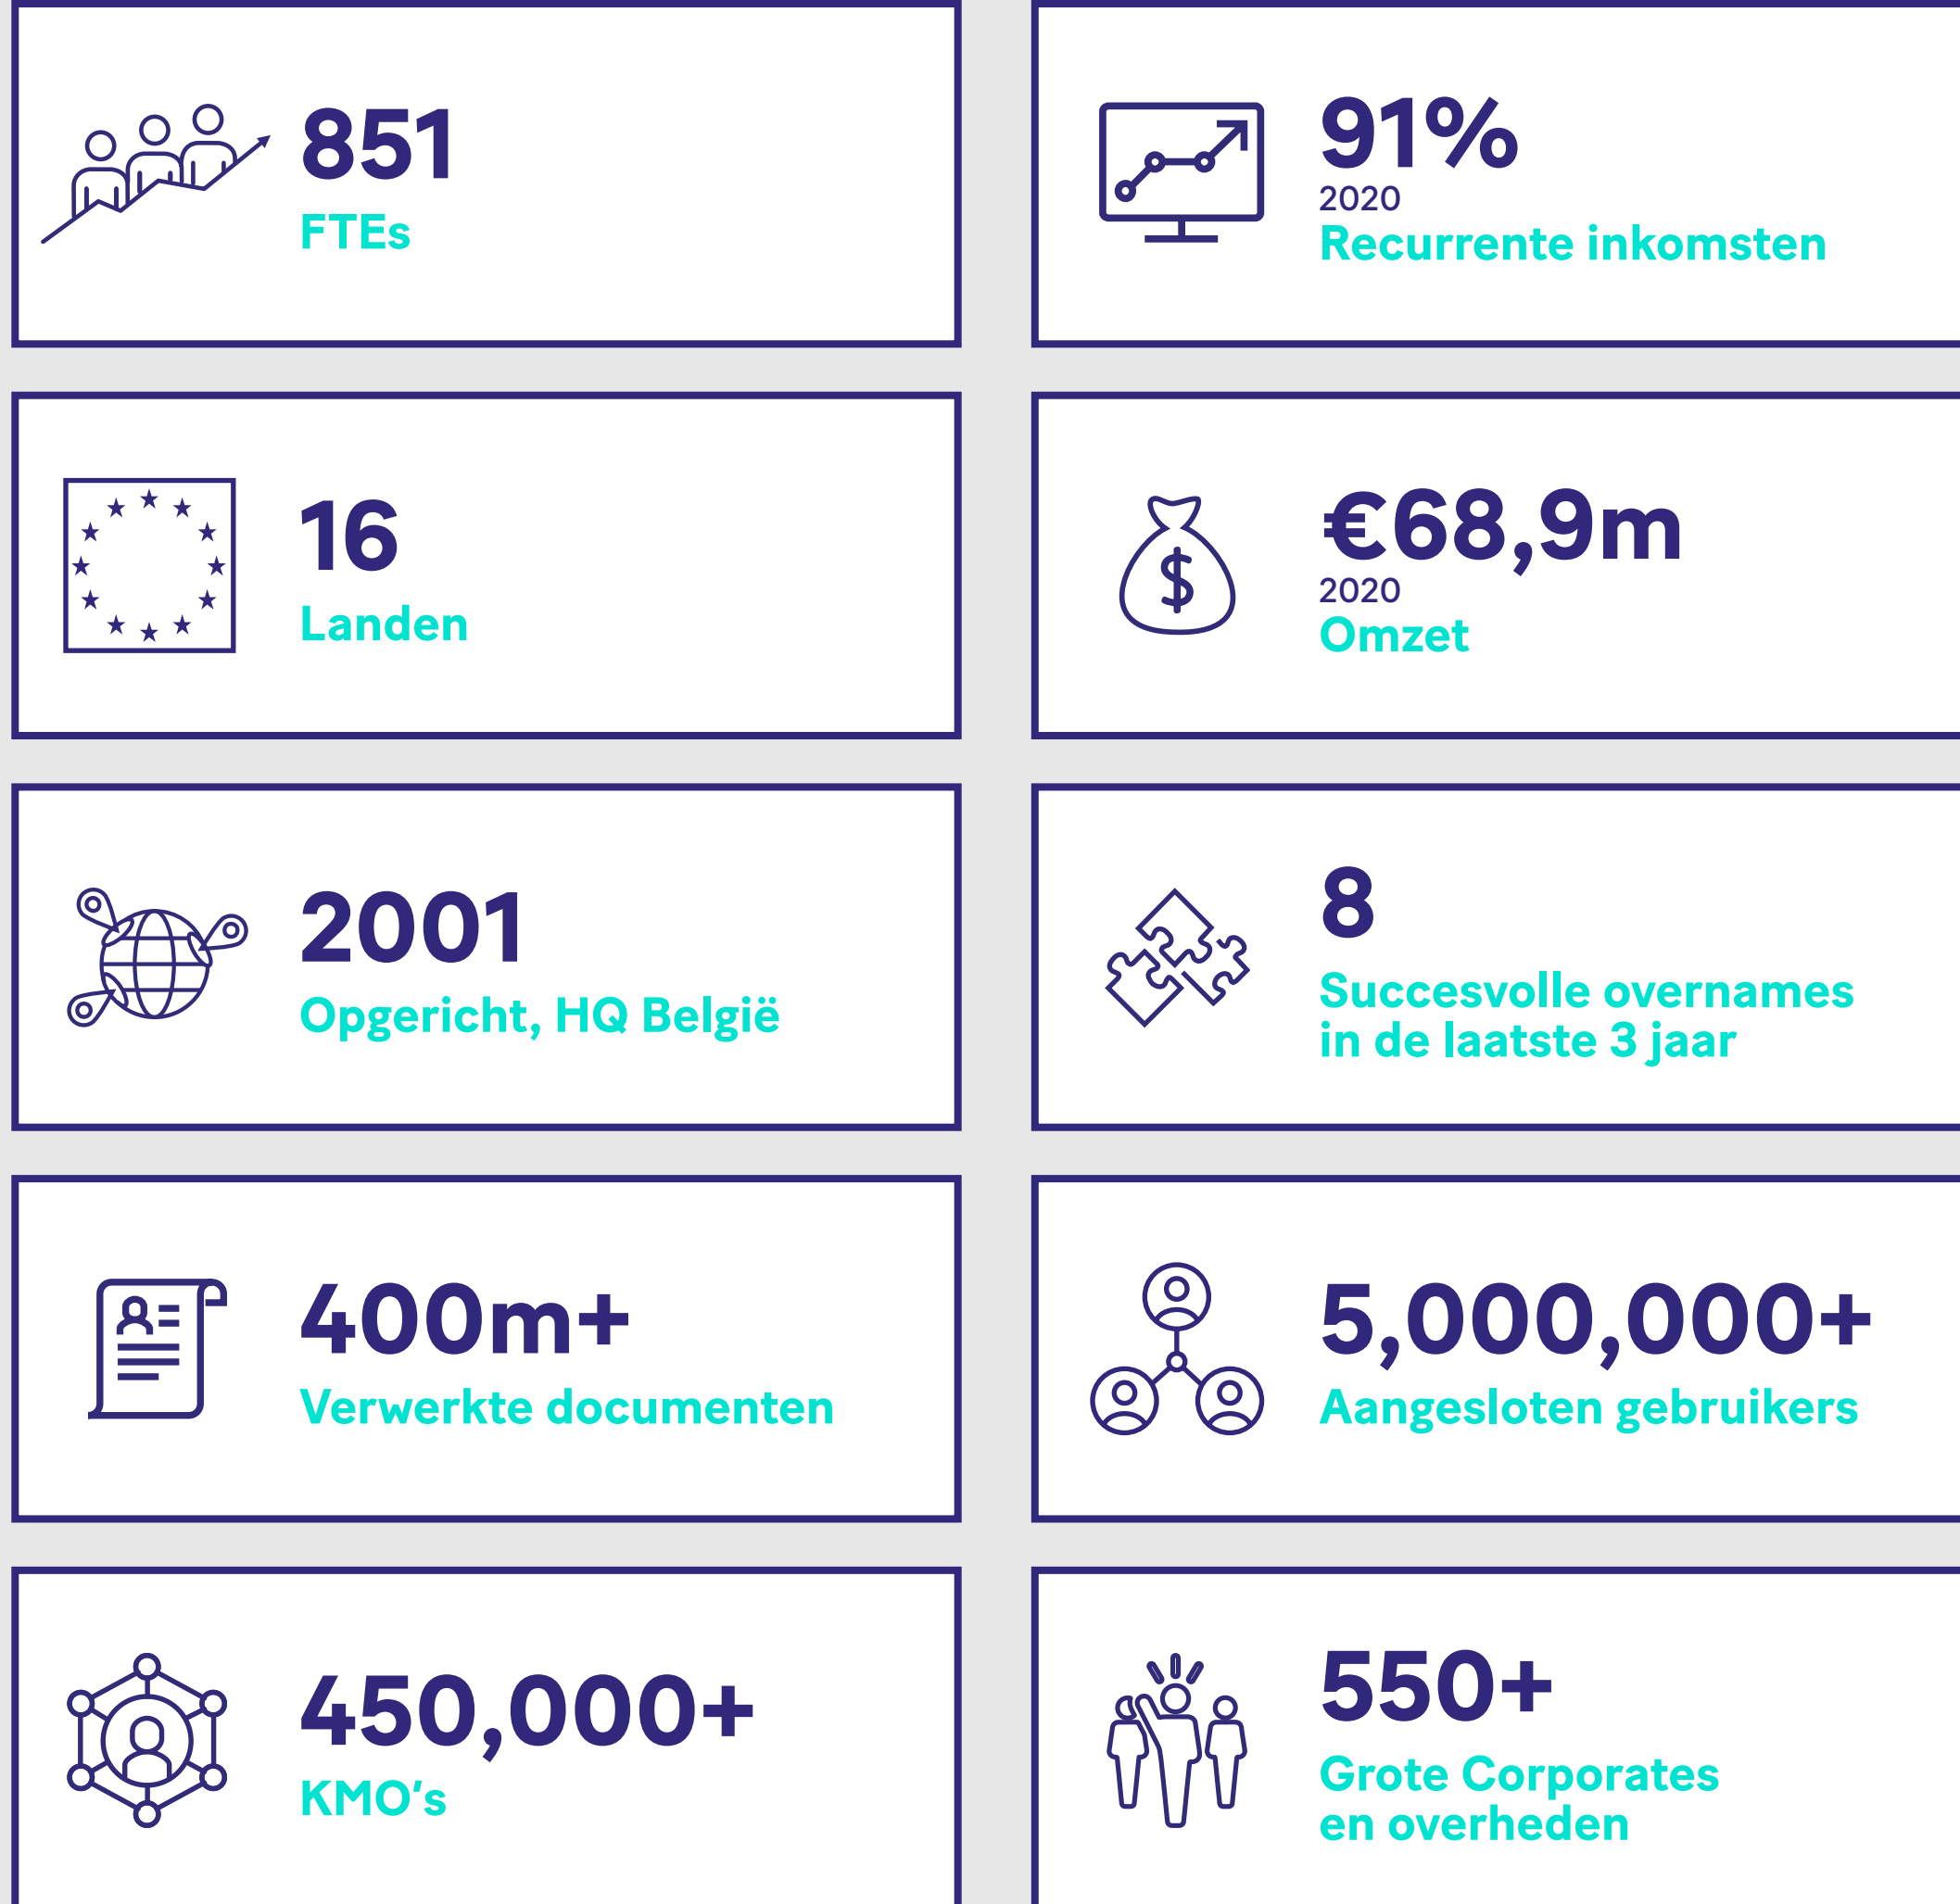 851
FTEs
91%
2020
Recurrente inkomsten
16
Landen
€68,9m
2020
Omzet
2001
Opgericht, HQ België
8
Succesvolle overnames
in de laatste 3 jaar
400m+
Verwerkte documenten
5,000,000+
Aangesloten gebruikers
450,000+
KMO’s
550+
Grote Corporates
en overheden